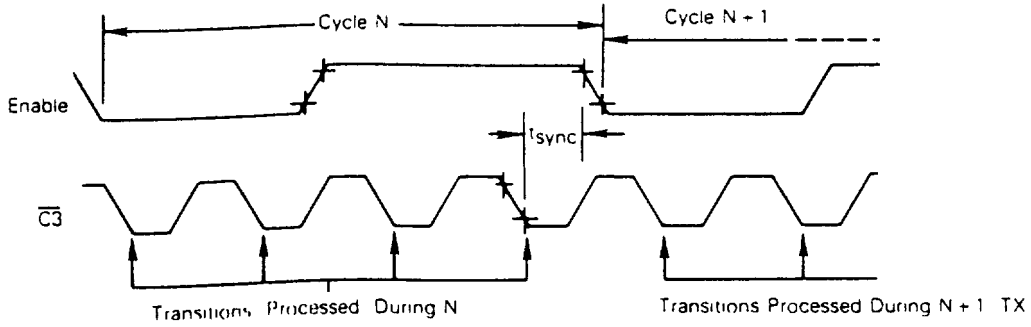 Cycle N
Cycle N + 1
Enable
tsync
C3
Transitions Processed During N
Transitions Processed During N + 1 TX